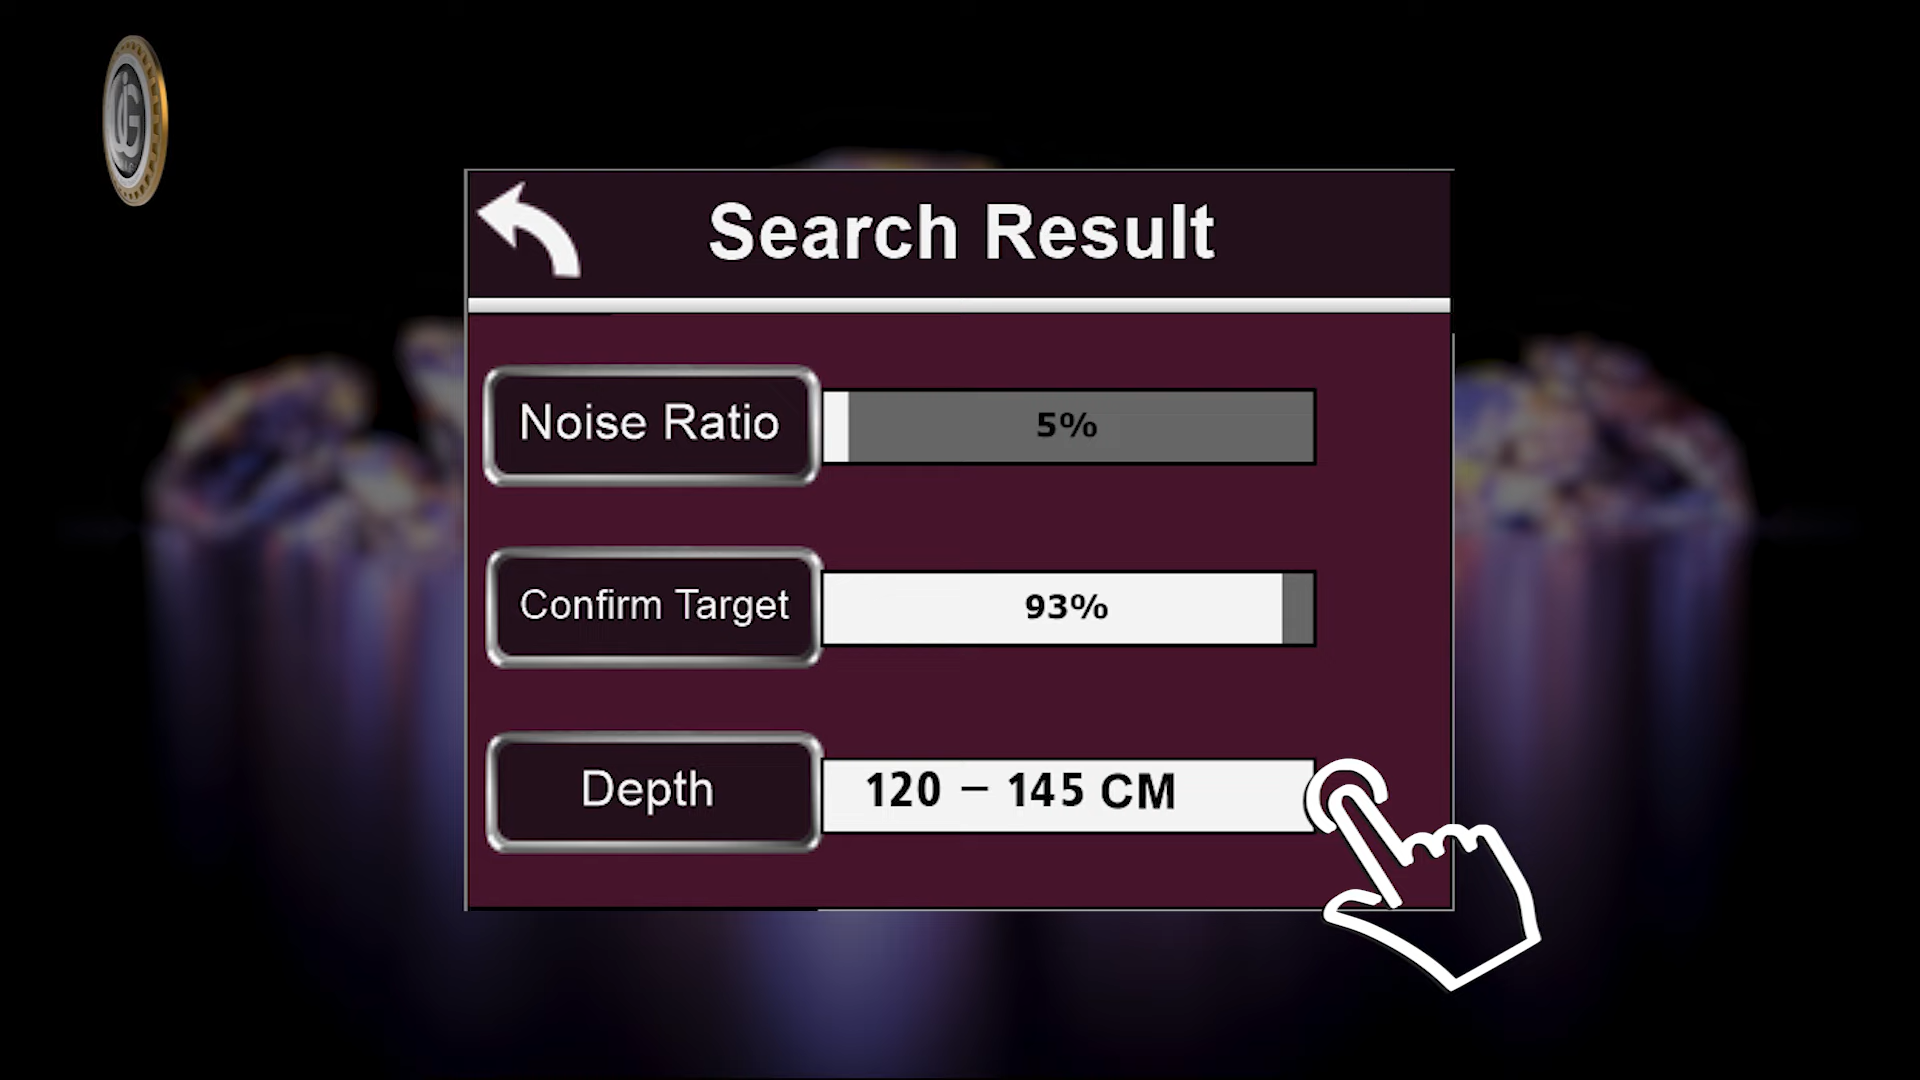 Search Result
Noise Ratio
5%
Confirm Target
93%
Depth
120 – 145 CM